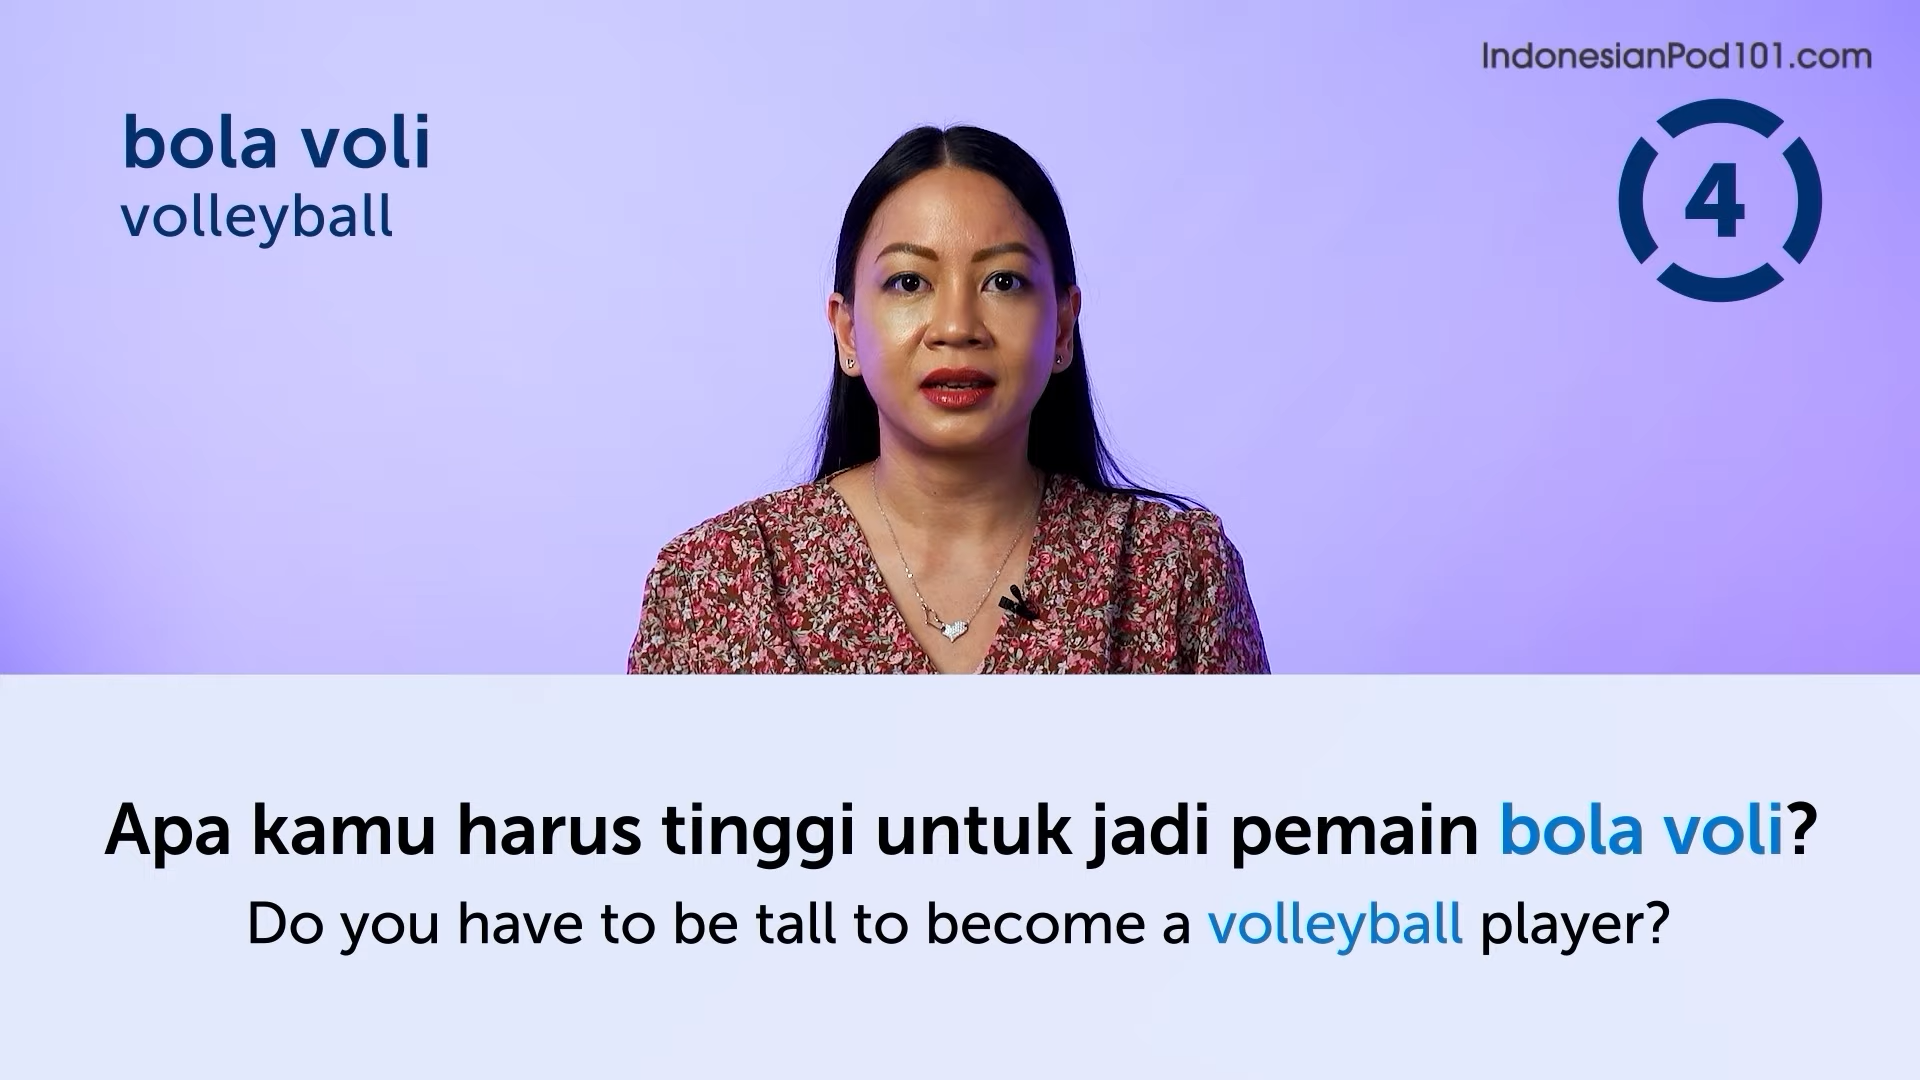 IndonesianPod101.com
bola voli
volleyball
4
Apa kamu harus tinggi untuk jadi pemain bola voli?
Do you have to be tall to become a volleyball player?